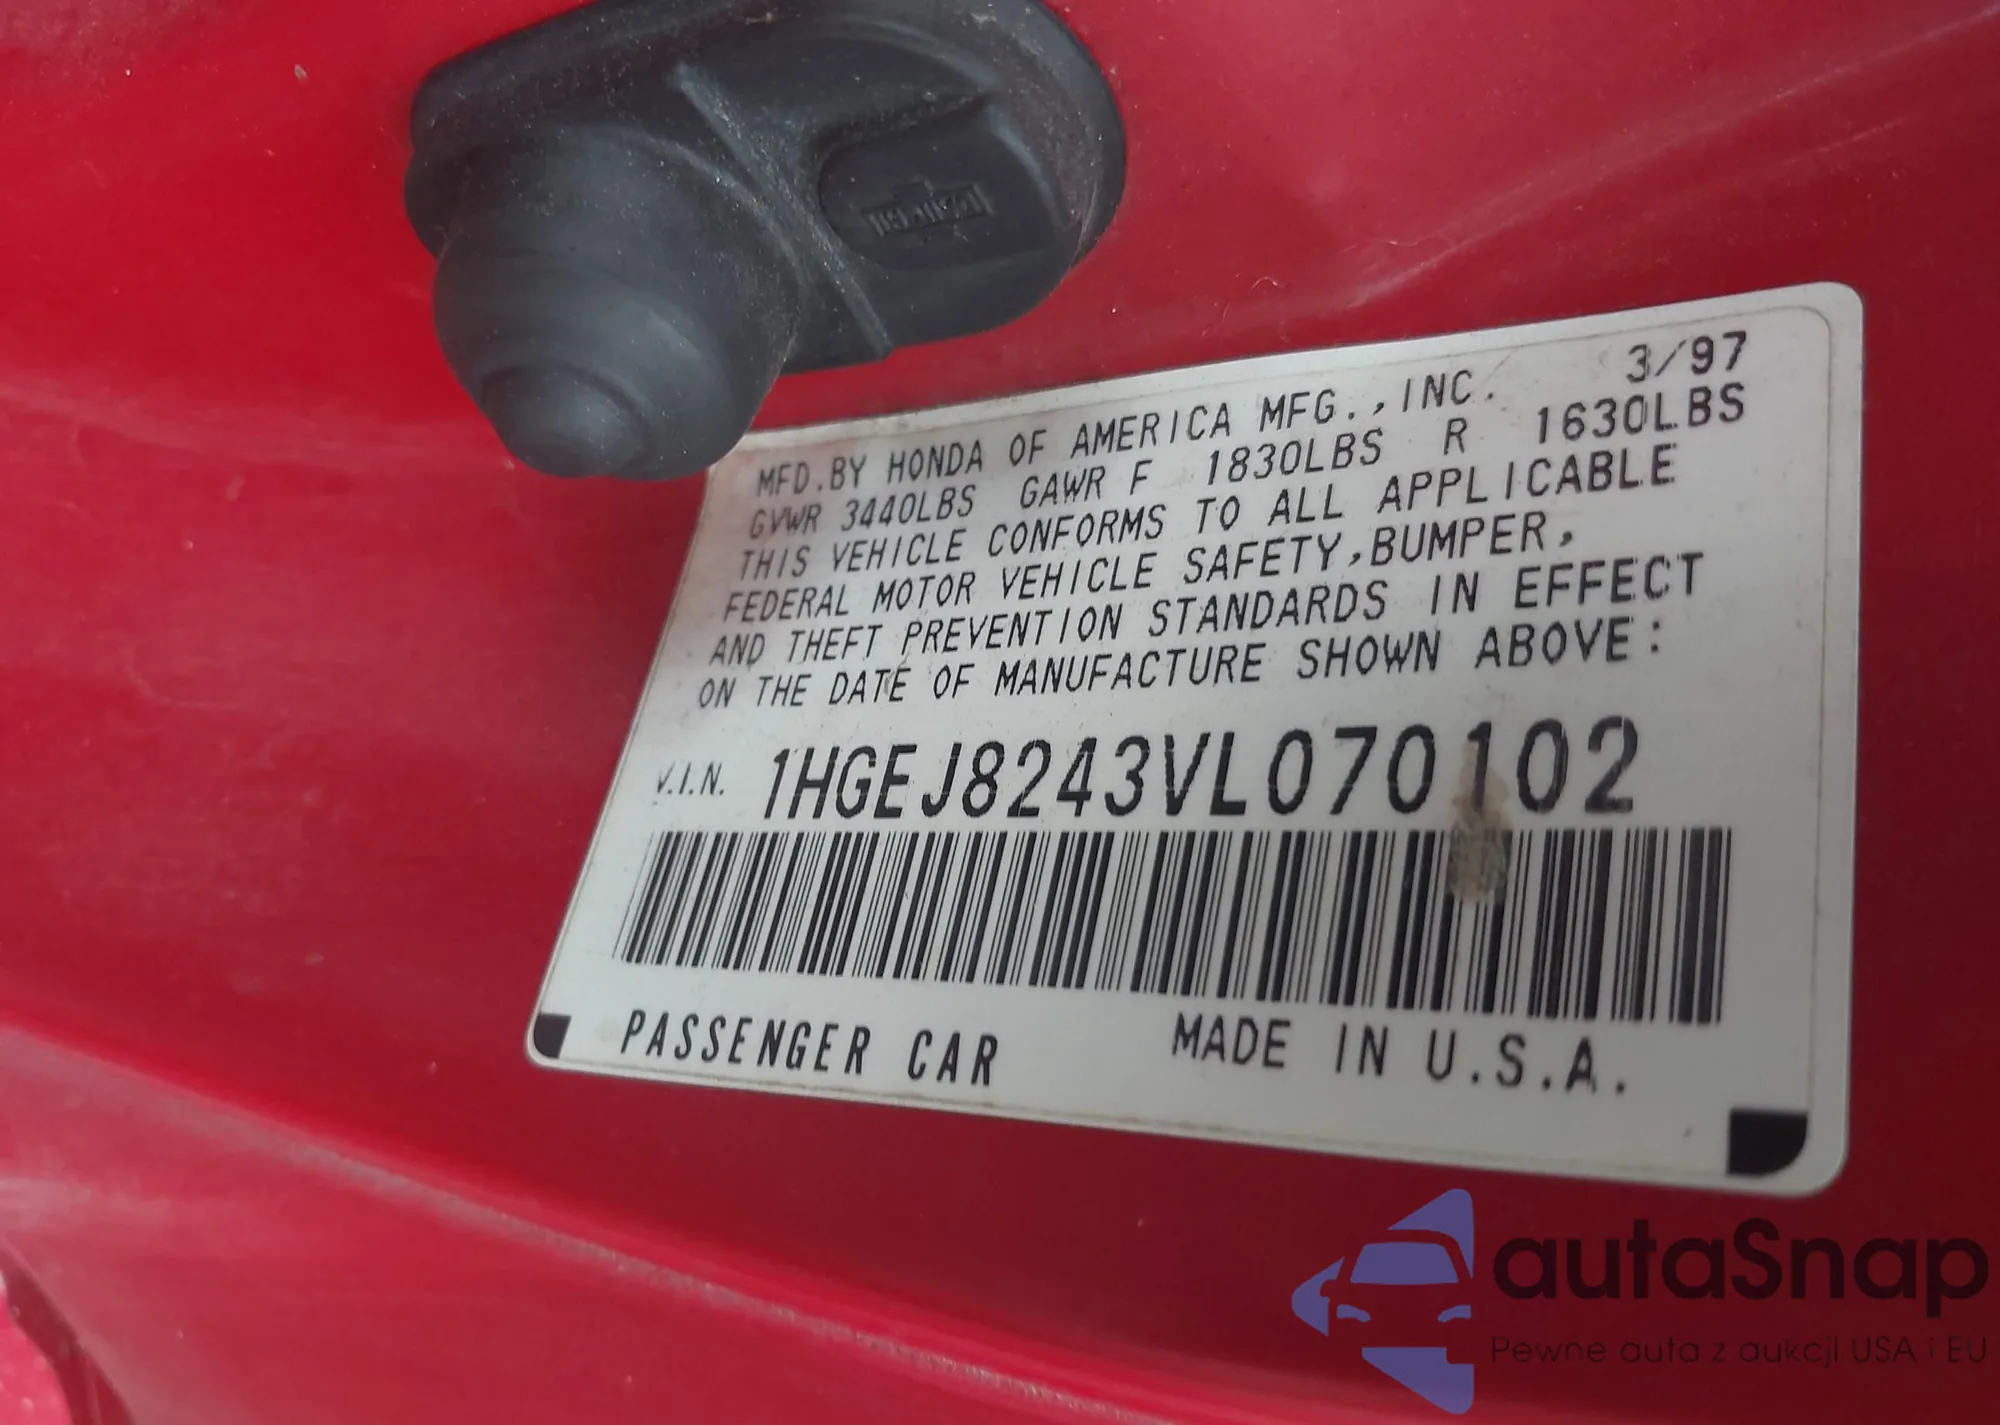 MFD.BY HONDA OF AMERICA MFG.,INC. 3/97
GVWR 3440LBS GAWR F 1830LBS R 1630LBS
THIS VEHICLE CONFORMS TO ALL APPLICABLE
FEDERAL MOTOR VEHICLE SAFETY,BUMPER,
AND THEFT PREVENTION STANDARDS IN EFFECT
ON THE DATE OF MANUFACTURE SHOWN ABOVE:
V.I.N. 1HGEJ8243VL070102
PASSENGER CAR MADE IN U.S.A.
autaSnap
Pewne auta z aukcji USA i EU